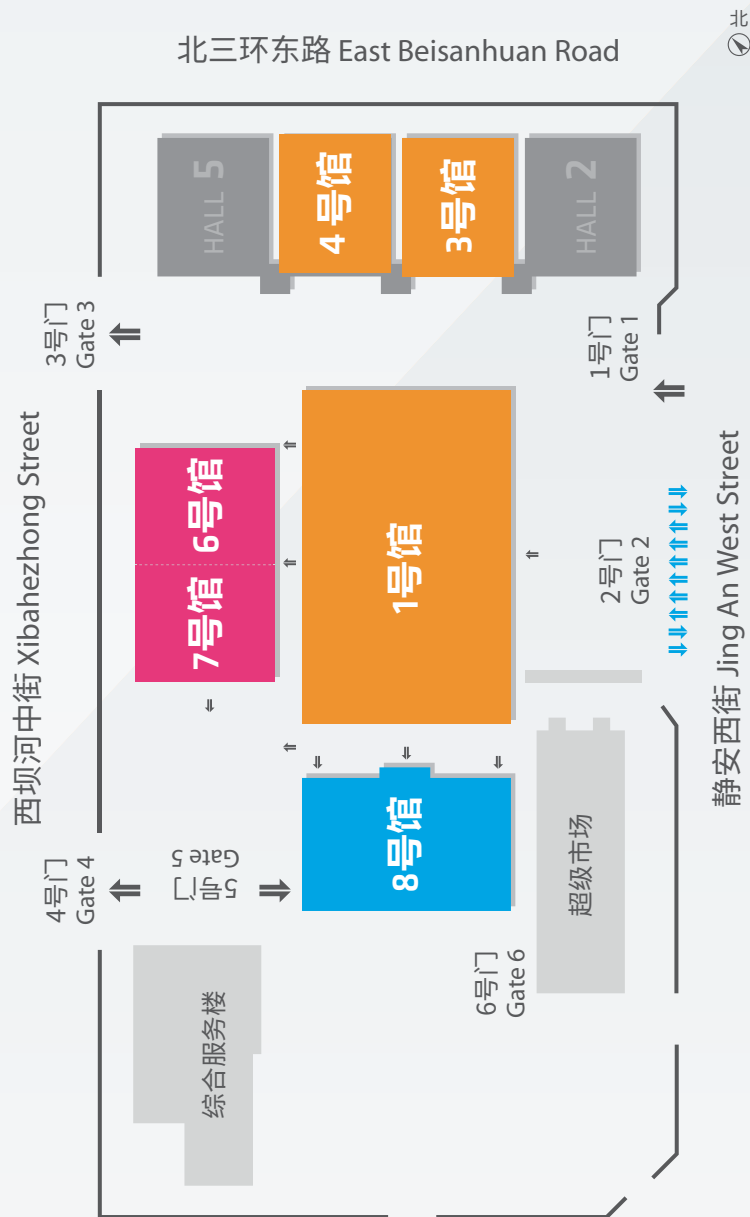 北
北三环东路 East Beisanhuan Road
HALL 5
4号馆
3号馆
HALL 2
3号门
Gate 3
1号门
Gate 1
西坝河中街 Xibahezhong Street
6号馆
7号馆
1号馆
2号门
Gate 2
静安西街 Jing An West Street
4号门
Gate 4
5号门
Gate 5
8号馆
超级市场
6号门
Gate 6
综合服务楼